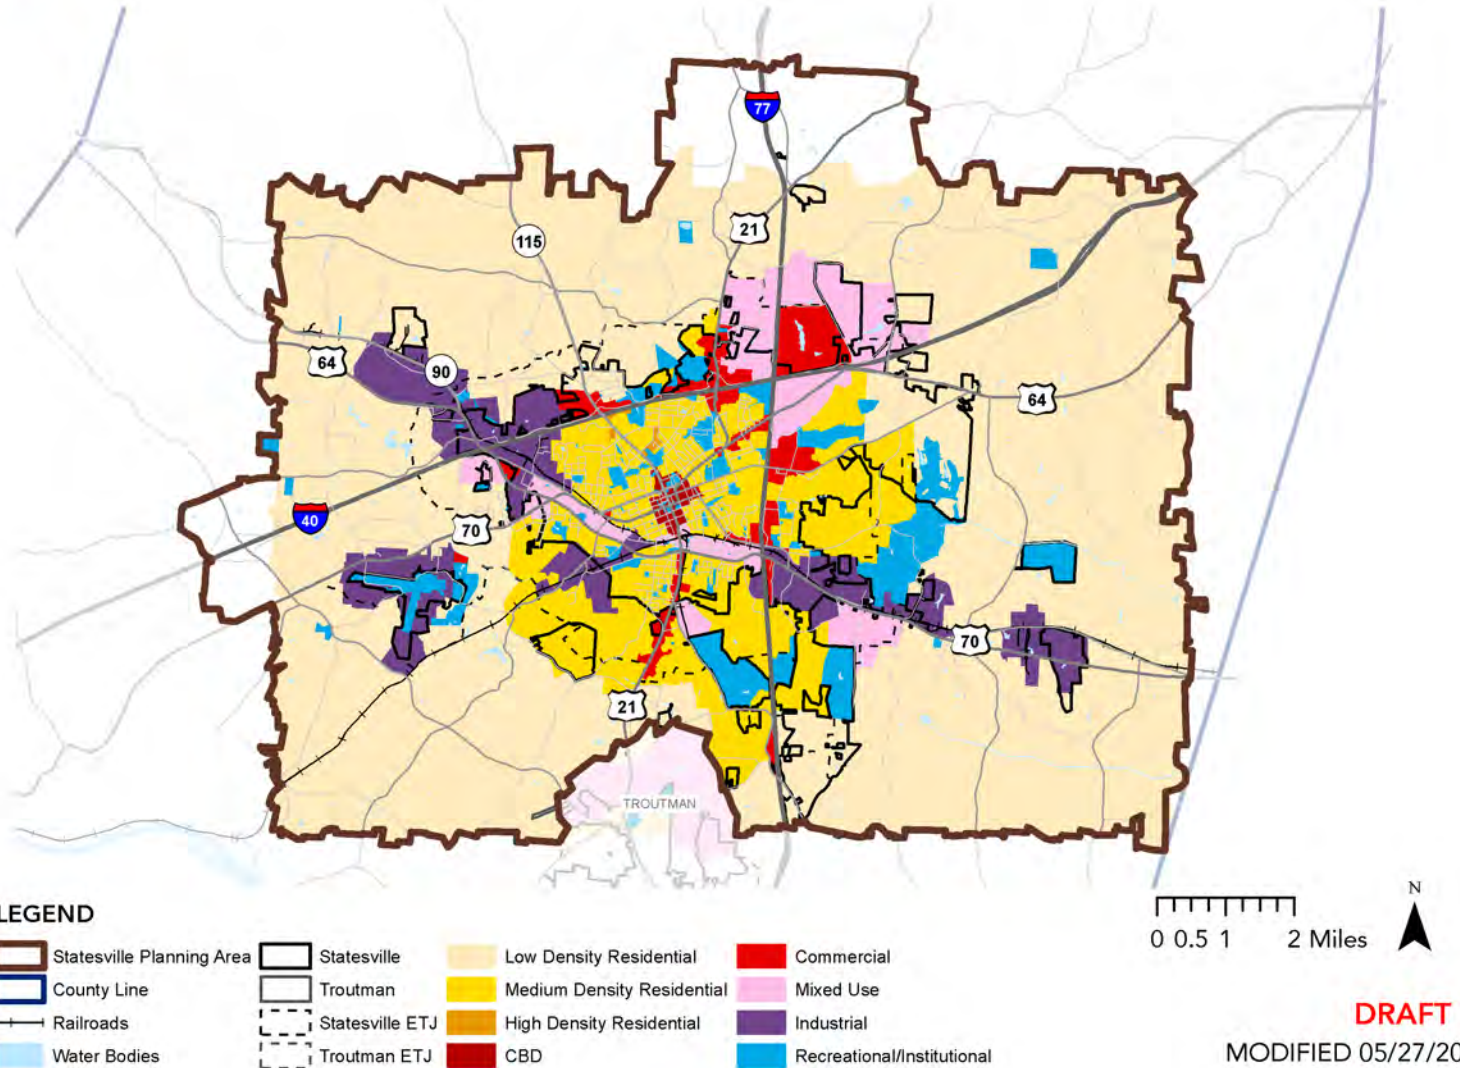 77
21
115
64
90
64
40
70
70
21
TROUTMAN
N
0 0.5 1 2 Miles
LEGEND
Statesville Planning Area
County Line
Railroads
Water Bodies
Statesville
Troutman
Statesville ETJ
Troutman ETJ
Low Density Residential
Medium Density Residential
High Density Residential
CBD
Commercial
Mixed Use
Industrial
Recreational/Institutional
DRAFT
MODIFIED 05/27/20